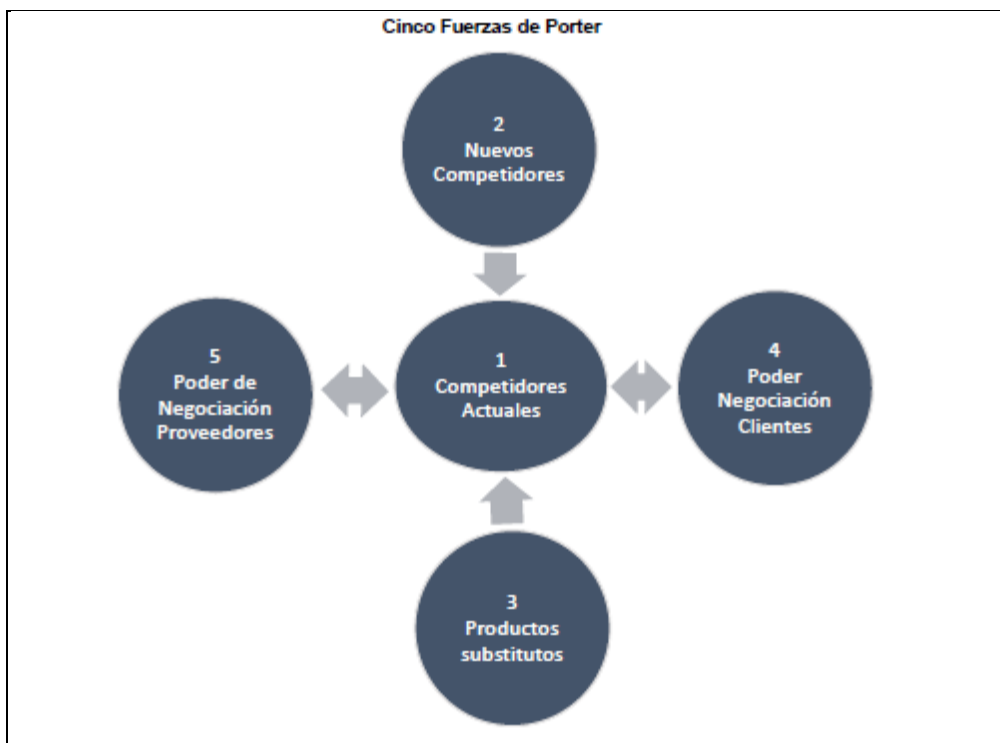 Cinco Fuerzas de Porter
2
Nuevos
Competidores
5
Poder de
Negociación
Proveedores
1
Competidores
Actuales
4
Poder
Negociación
Clientes
3
Productos
substitutos